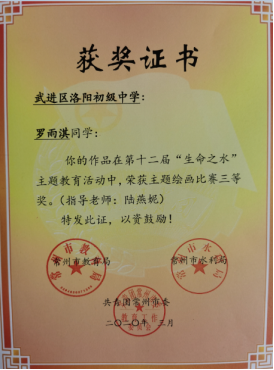 获奖证书
武进区洛阳初级中学:
罗雨淇同学:
你的作品在第十二届“生命之水”
主题教育活动中,荣获主题绘画比赛三等
奖。(指导老师:陆燕妮)
特发此证,以资鼓励!
常州市教育局
常州市水利局
共青团常州市委
二〇二〇年 三月